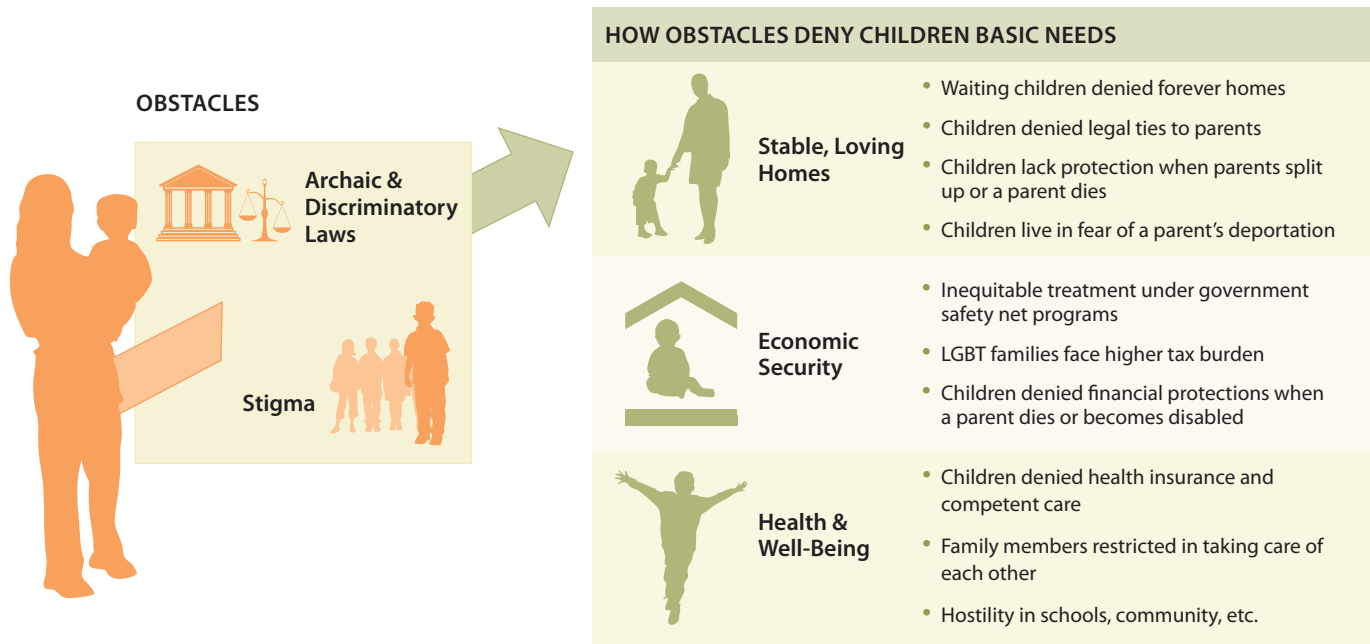 OBSTACLES
Archaic &
Discriminatory
Laws
Stigma
HOW OBSTACLES DENY CHILDREN BASIC NEEDS
Stable, Loving
Homes
• Waiting children denied forever homes
• Children denied legal ties to parents
• Children lack protection when parents split
up or a parent dies
• Children live in fear of a parent’s deportation
Economic
Security
• Inequitable treatment under government
safety net programs
• LGBT families face higher tax burden
• Children denied financial protections when
a parent dies or becomes disabled
Health &
Well-Being
• Children denied health insurance and
competent care
• Family members restricted in taking care of
each other
• Hostility in schools, community, etc.